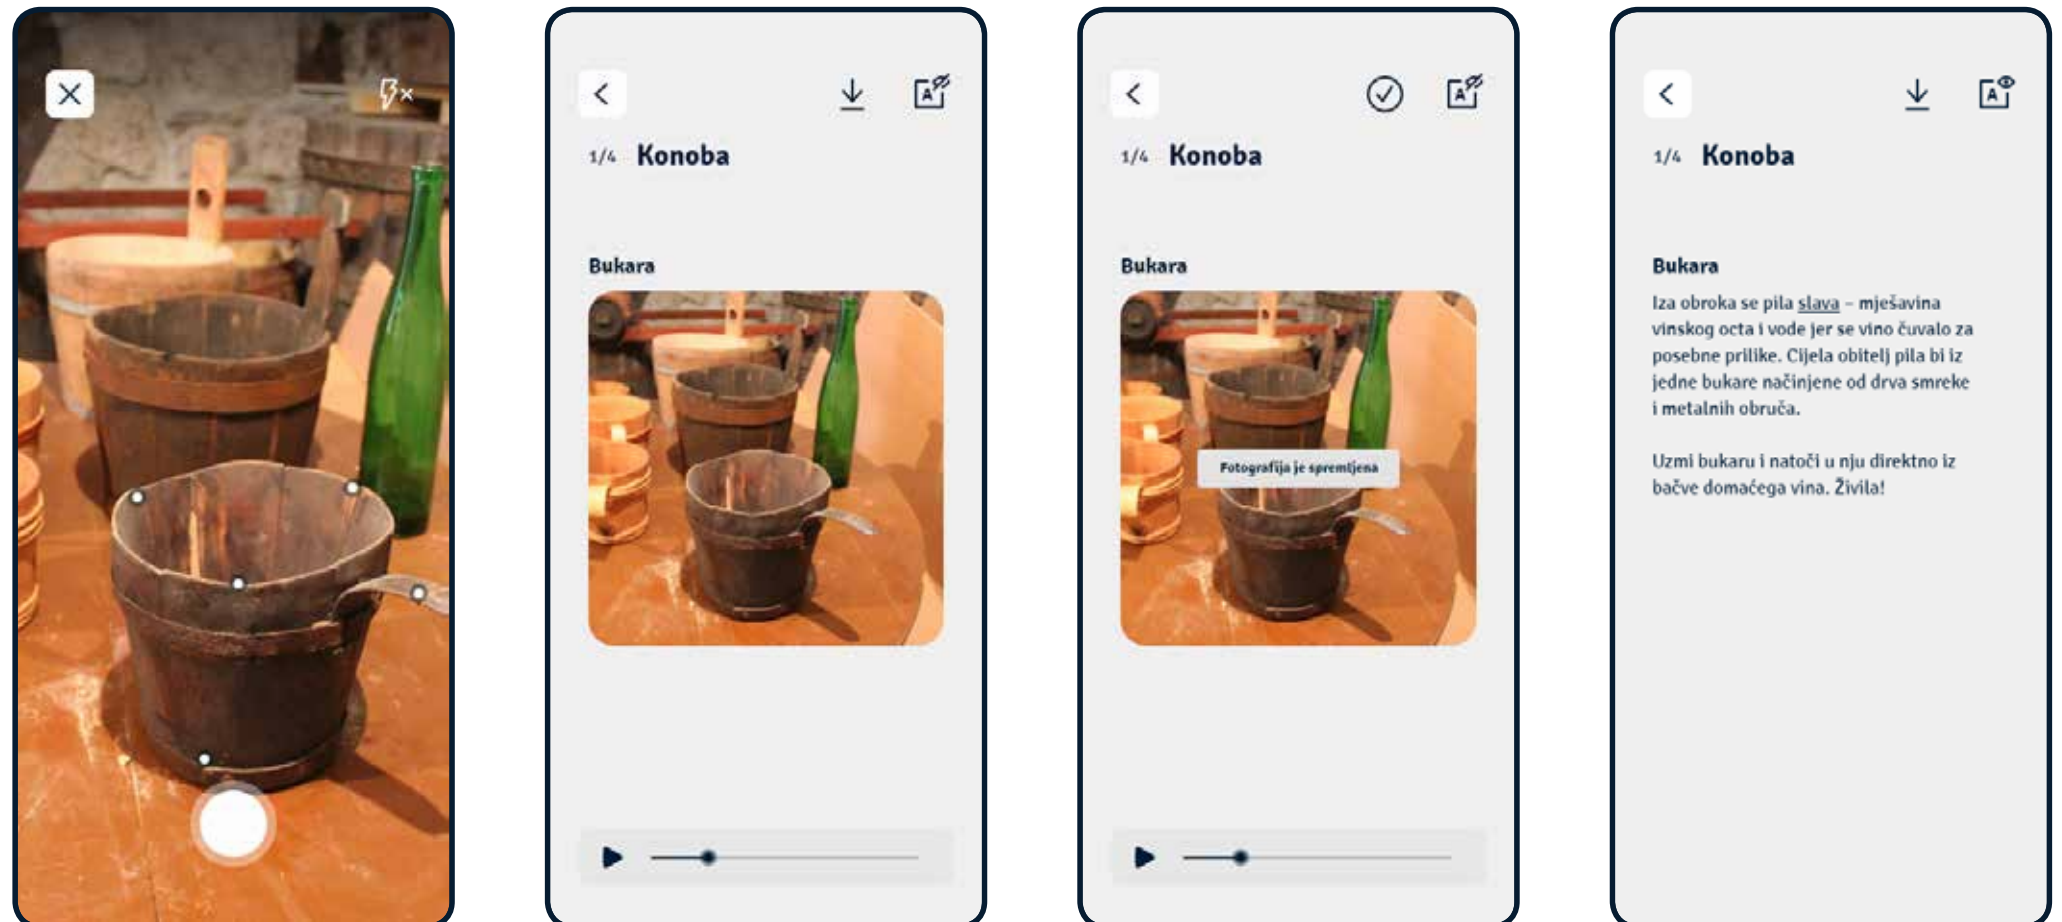 1/4 Konoba
Bukara
1/4 Konoba
Bukara
Fotografija je spremljena
1/4 Konoba
Bukara
Iza obroka se pila slava – mješavina
vinskog octa i vode jer se vino čuvalo za
posebne prilike. Cijela obitelj pila bi iz
jedne bukare načinjene od drva smreke
i metalnih obruča.
Uzmi bukaru i natoči u nju direktno iz
bačve domaćega vina. Živila!